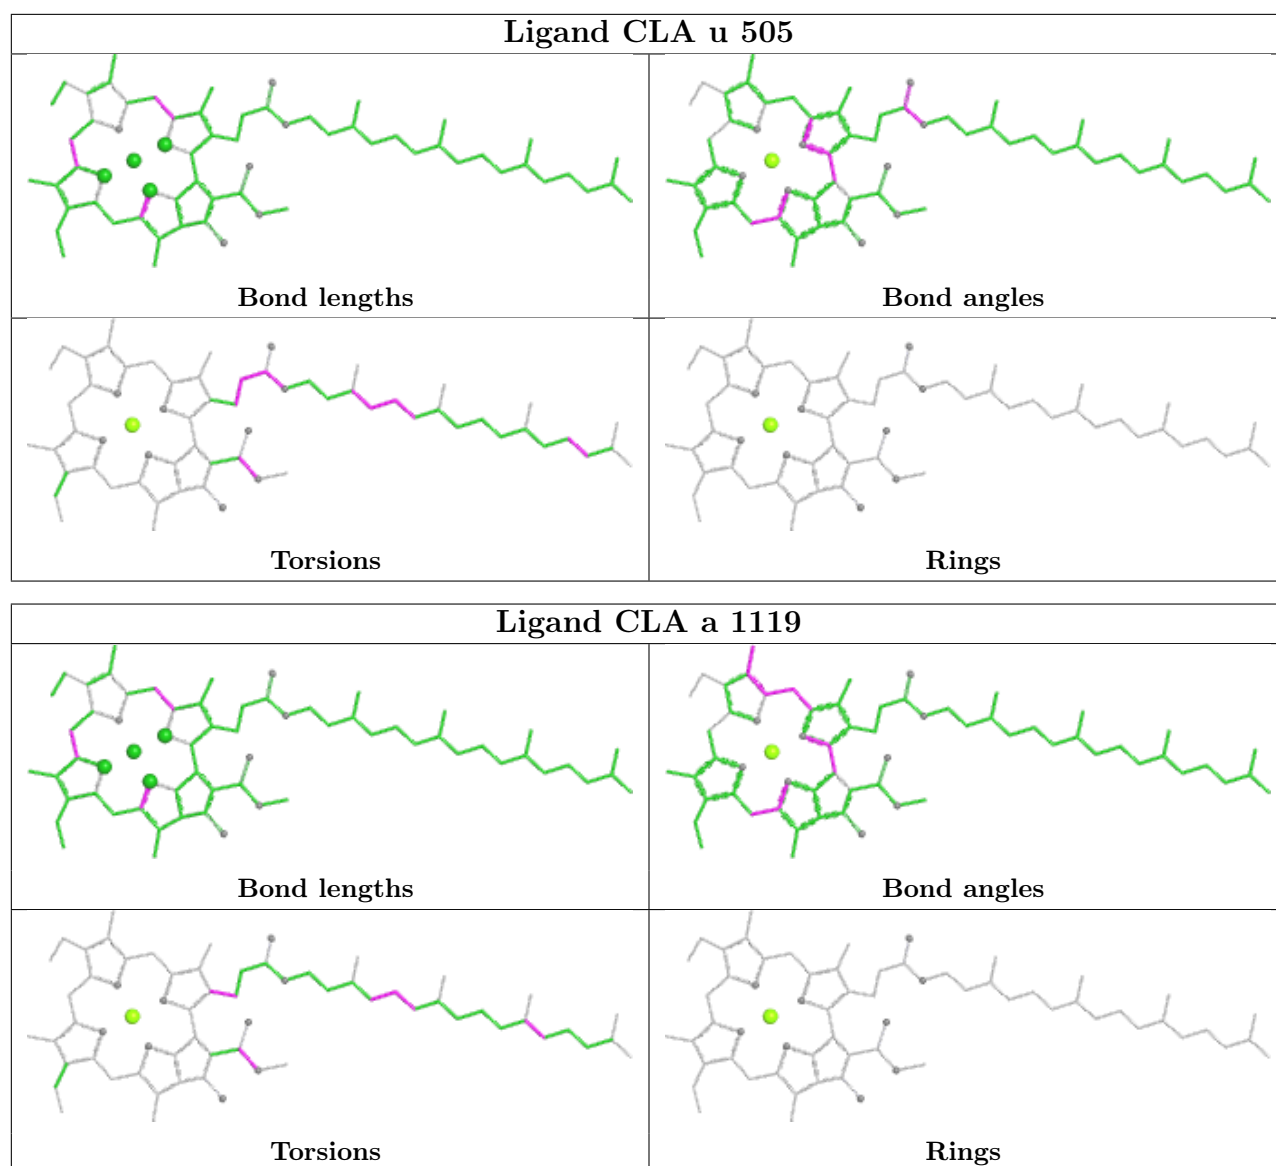 Ligand CLA u 505
Bond lengths
Bond angles
Torsions
Rings
Ligand CLA a 1119
Bond lengths
Bond angles
Torsions
Rings